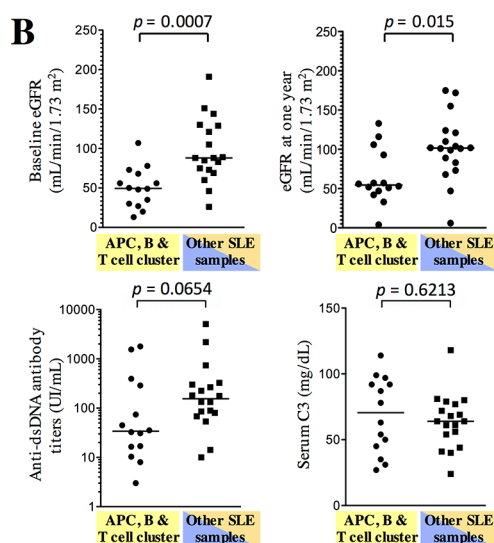 B
p = 0.0007
Baseline eGFR
(mL/min/1.73 m²)
200
150
100
50
0
APC, B &
T cell cluster
Other SLE
samples
p = 0.015
eGFR at one year
(mL/min/1.73 m²)
200
150
100
50
0
APC, B &
T cell cluster
Other SLE
samples
p = 0.0654
Anti-dsDNA antibody
titers (UJ/mL)
10000
1000
100
10
1
APC, B &
T cell cluster
Other SLE
samples
p = 0.6213
Serum C3 (mg/dL)
150
100
50
0
APC, B &
T cell cluster
Other SLE
samples